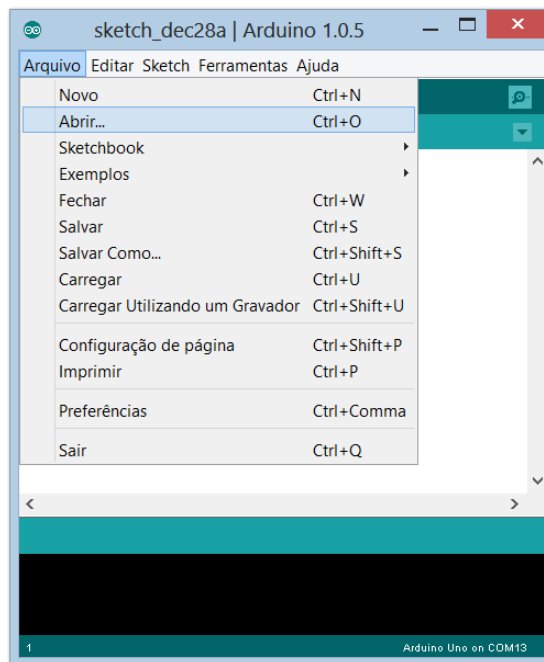 sketch_dec28a | Arduino 1.0.5
Arquivo Editar Sketch Ferramentas Ajuda
Novo Ctrl+N
Abrir... Ctrl+O
Sketchbook
Exemplos
Fechar Ctrl+W
Salvar Ctrl+S
Salvar Como... Ctrl+Shift+S
Carregar Ctrl+U
Carregar Utilizando um Gravador Ctrl+Shift+U
Configuração de página Ctrl+Shift+P
Imprimir Ctrl+P
Preferências Ctrl+Comma
Sair Ctrl+Q
1 Arduino Uno on COM13